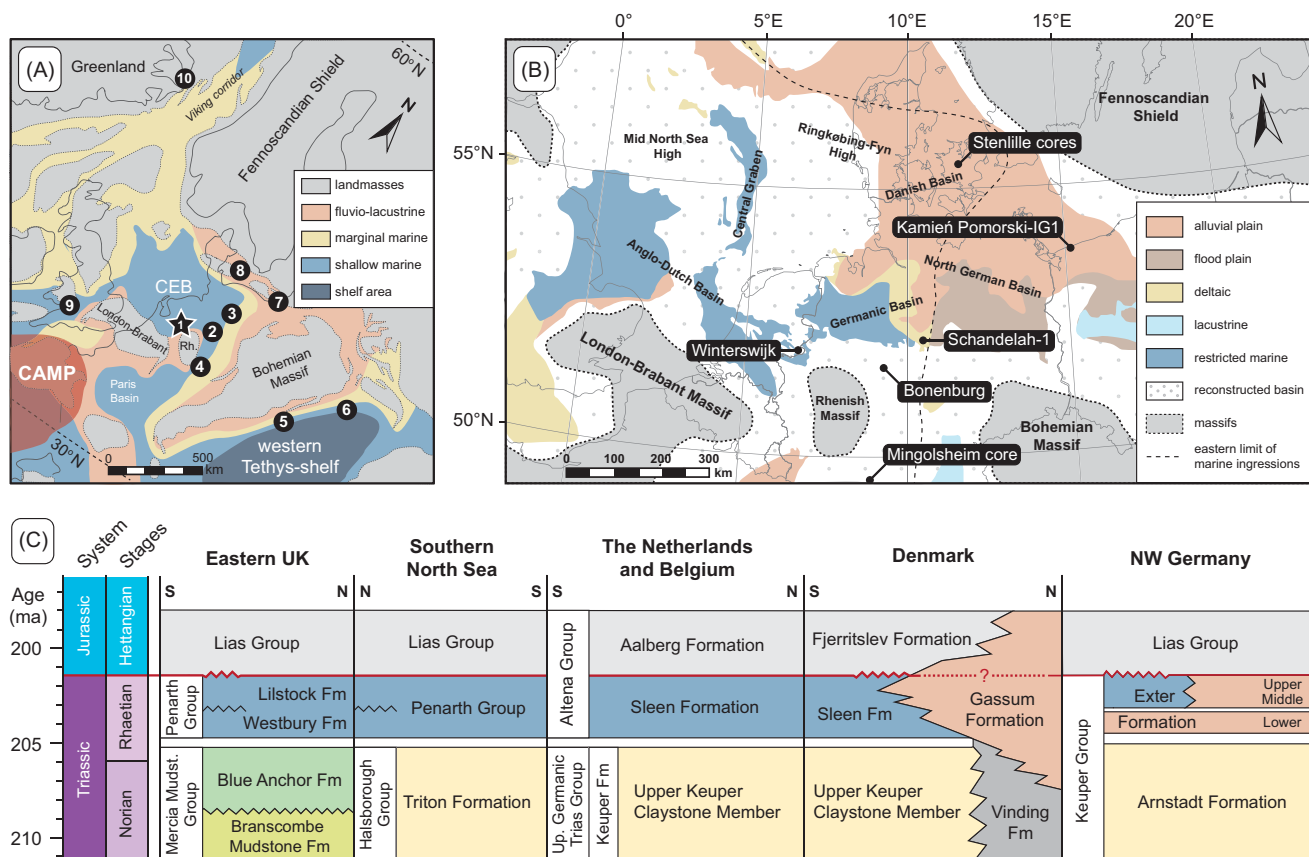 (A)
Greenland
10
Viking corridor
60°N
N
Fennoscandian Shield
landmasses
fluvio-lacustrine
marginal marine
shallow marine
shelf area
CEB
8
9
3
7
1
2
London-Brabant
Rh.
4
CAMP
Paris
Basin
Bohemian
Massif
5
6
western
Tethys-shelf
30°N
0
500
km
0°
5°E
10°E
15°E
20°E
(B)
55°N
50°N
Mid North Sea
High
Ringkøbing-Fyn
High
Fennoscandian
Shield
N
Stenlille cores
Danish Basin
Central Graben
Kamień Pomorski-IG1
Anglo-Dutch Basin
North German Basin
Germanic Basin
Winterswijk
Schandelah-1
London-Brabant Massif
Bonenburg
Rhenish
Massif
Bohemian
Massif
Mingolsheim core
0 100 200 300
km
alluvial plain
flood plain
deltaic
lacustrine
restricted marine
reconstructed basin
massifs
eastern limit of
marine ingressions
(C)
System
Stages
Eastern UK
Southern
North Sea
The Netherlands
and Belgium
Denmark
NW Germany
Age
(ma)
S N
N S
S N
S N
200
205
210
Jurassic
Triassic
Hettangian
Rhaetian
Norian
Lias Group
Penarth
Group
Lilstock Fm
Westbury Fm
Mercia Mudst.
Group
Blue Anchor Fm
Branscombe
Mudstone Fm
Lias Group
Penarth Group
Halsborough
Group
Triton Formation
Altena Group
Aalberg Formation
Sleen Formation
Up. Germanic
Trias Group
Keuper Fm
Upper Keuper
Claystone Member
Fjerritslev Formation
?
Sleen Fm
Gassum
Formation
Upper Keuper
Claystone Member
Vinding
Fm
Keuper Group
Lias Group
Exter
Formation
Upper
Middle
Lower
Arnstadt Formation